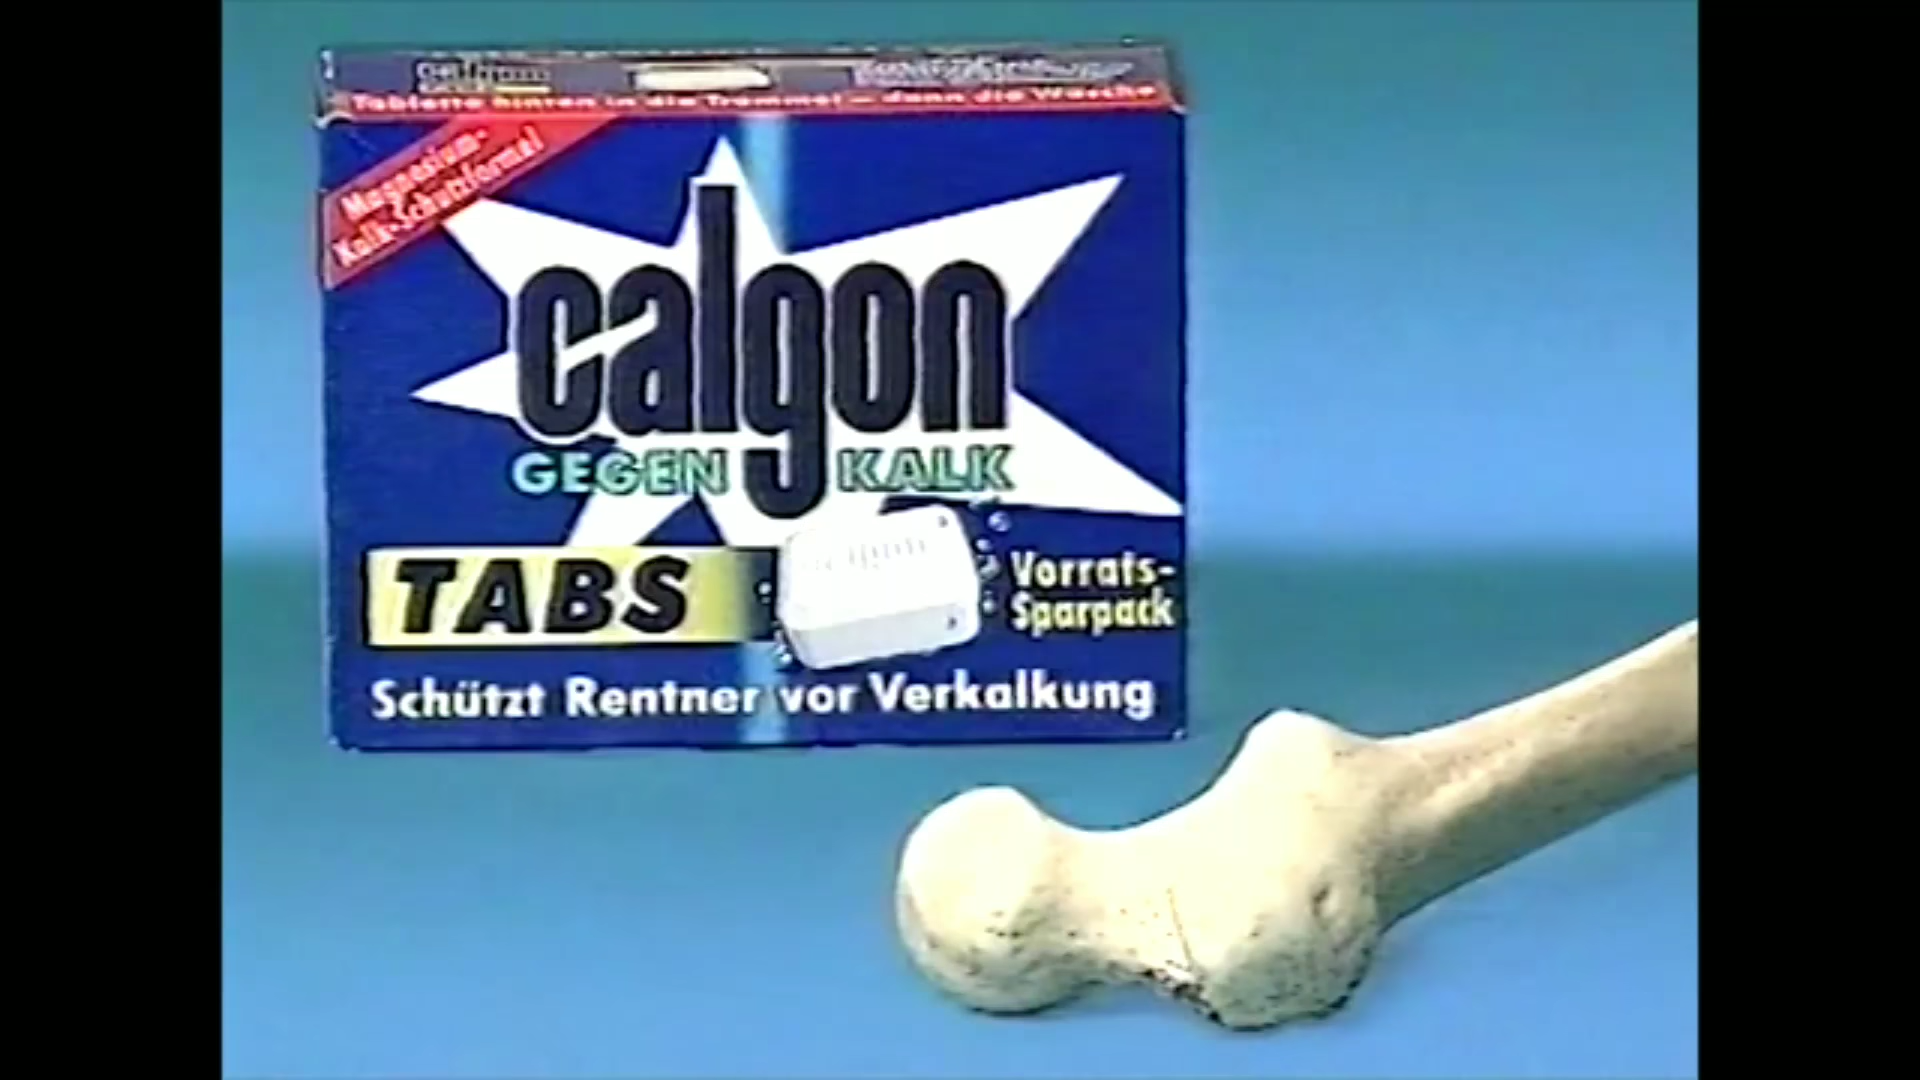 Tablette hinten in die Trommel – dann die Wäsche
Magnesium-
Kalk-Schutzformel
calgon
GEGEN KALK
TABS
Vorrats-
Sparpack
Schützt Rentner vor Verkalkung